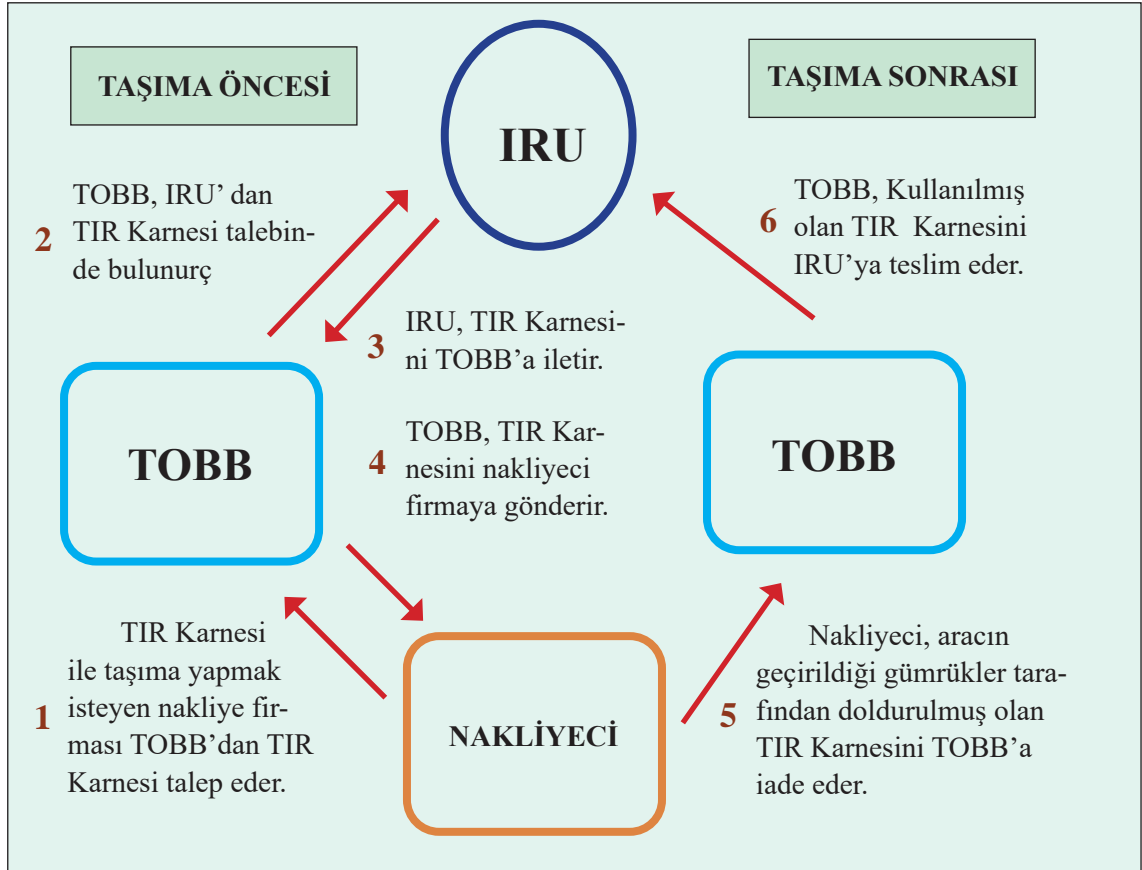 TAŞIMA ÖNCESİ
IRU
TAŞIMA SONRASI
2
TOBB, IRU' dan
TIR Karnesi talebin-
de bulunurç
3
IRU, TIR Karnesi-
ni TOBB'a iletir.
6
TOBB, Kullanılmış
olan TIR Karnesini
IRU'ya teslim eder.
TOBB
4
TOBB, TIR Kar-
nesini nakliyeci
firmaya gönderir.
TOBB
1
TIR Karnesi
ile taşıma yapmak
isteyen nakliye fir-
ması TOBB'dan TIR
Karnesi talep eder.
NAKLİYECİ
5
Nakliyeci, aracın
geçirildiği gümrükler tara-
fından doldurulmuş olan
TIR Karnesini TOBB'a
iade eder.